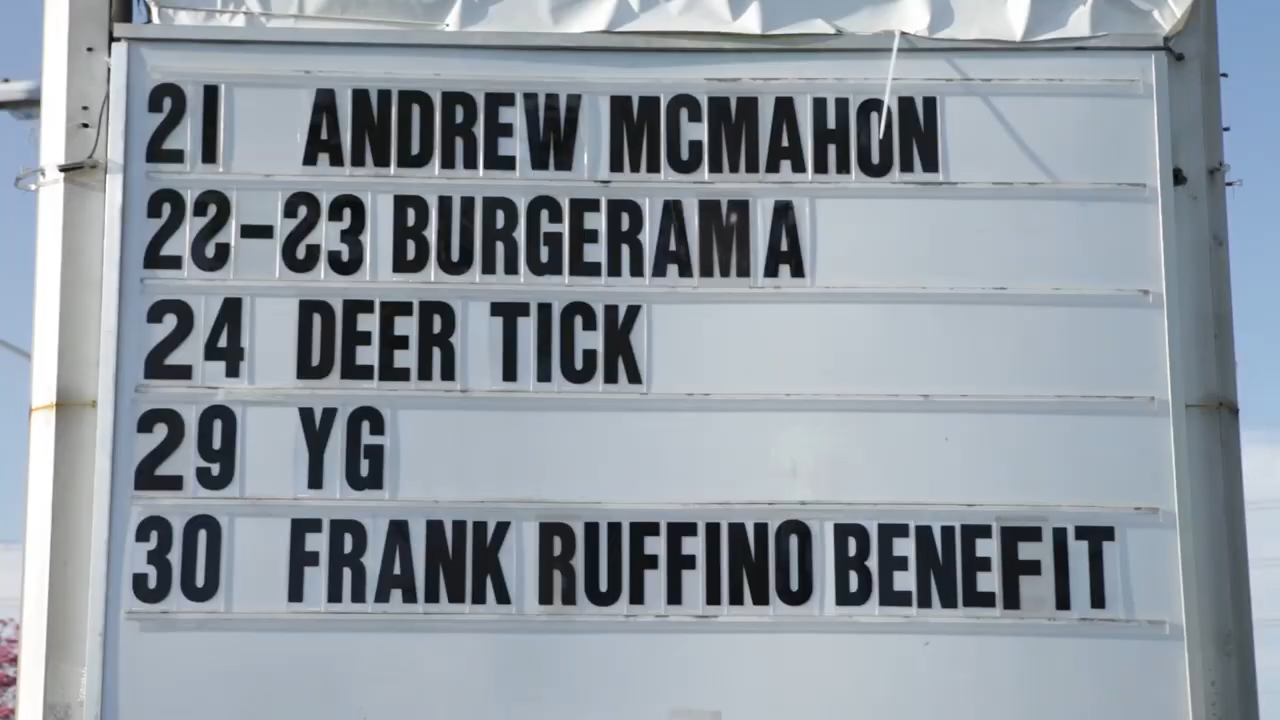 21 ANDREW MCMAHON
22-23 BURGERAMA
24 DEER TICK
29 YG
30 FRANK RUFFINO BENEFIT